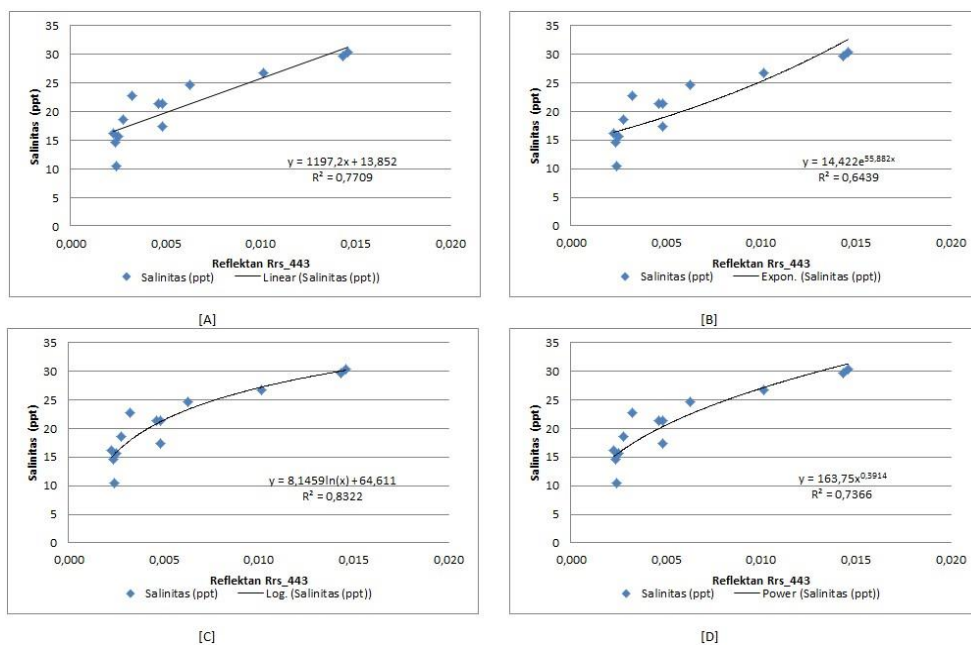 35
30
25
20
15
10
5
0
Salinitas (ppt)
y = 1197,2x + 13,852
R² = 0,7709
0,000 0,005 0,010 0,015 0,020
Reflektan Rrs_443
Salinitas (ppt) Linear (Salinitas (ppt))
[A]
35
30
25
20
15
10
5
0
Salinitas (ppt)
y = 14,422e^55,882x
R² = 0,6439
0,000 0,005 0,010 0,015 0,020
Reflektan Rrs_443
Salinitas (ppt) Expon. (Salinitas (ppt))
[B]
35
30
25
20
15
10
5
0
Salinitas (ppt)
y = 8,1459ln(x) + 64,611
R² = 0,8322
0,000 0,005 0,010 0,015 0,020
Reflektan Rrs_443
Salinitas (ppt) Log. (Salinitas (ppt))
[C]
35
30
25
20
15
10
5
0
Salinitas (ppt)
y = 163,75x^0,3914
R² = 0,7366
0,000 0,005 0,010 0,015 0,020
Reflektan Rrs_443
Salinitas (ppt) Power (Salinitas (ppt))
[D]